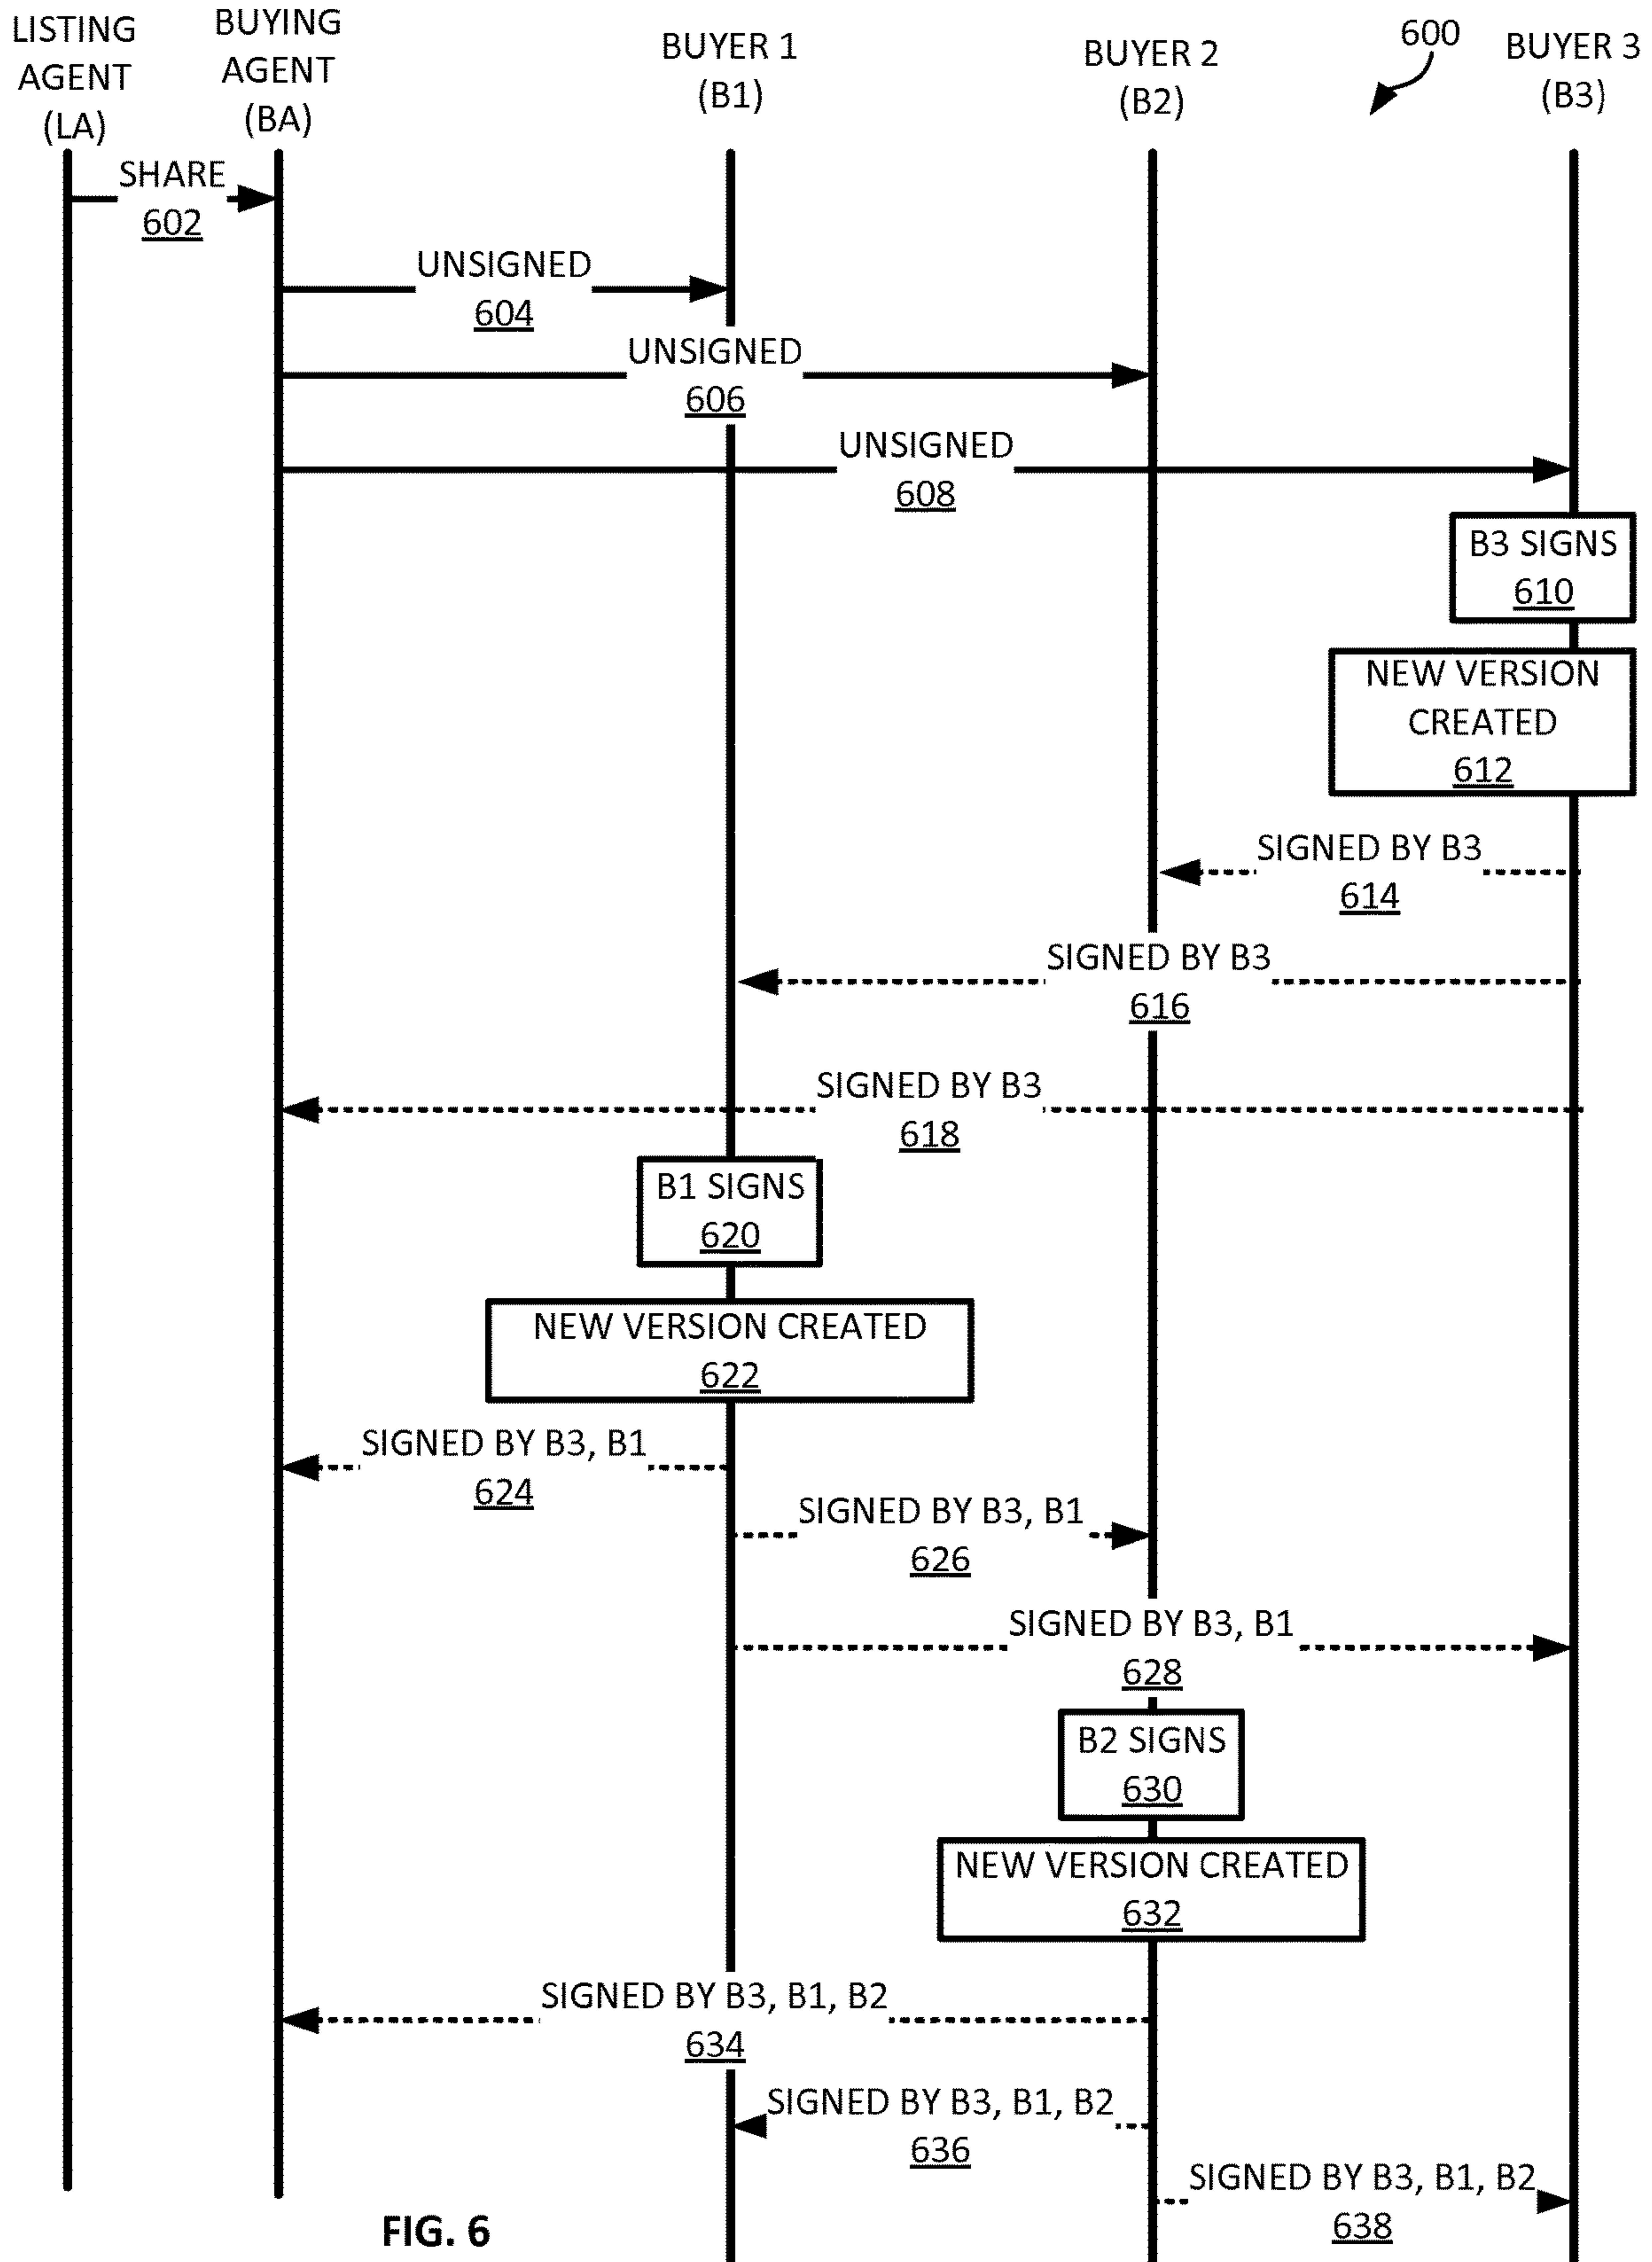 LISTING
AGENT
(LA)
BUYING
AGENT
(BA)
BUYER 1
(B1)
BUYER 2
(B2)
600
BUYER 3
(B3)
SHARE
602
UNSIGNED
604
UNSIGNED
606
UNSIGNED
608
B3 SIGNS
610
NEW VERSION
CREATED
612
SIGNED BY B3
614
SIGNED BY B3
616
SIGNED BY B3
618
B1 SIGNS
620
NEW VERSION CREATED
622
SIGNED BY B3, B1
624
SIGNED BY B3, B1
626
SIGNED BY B3, B1
628
B2 SIGNS
630
NEW VERSION CREATED
632
SIGNED BY B3, B1, B2
634
SIGNED BY B3, B1, B2
636
SIGNED BY B3, B1, B2
638
FIG. 6